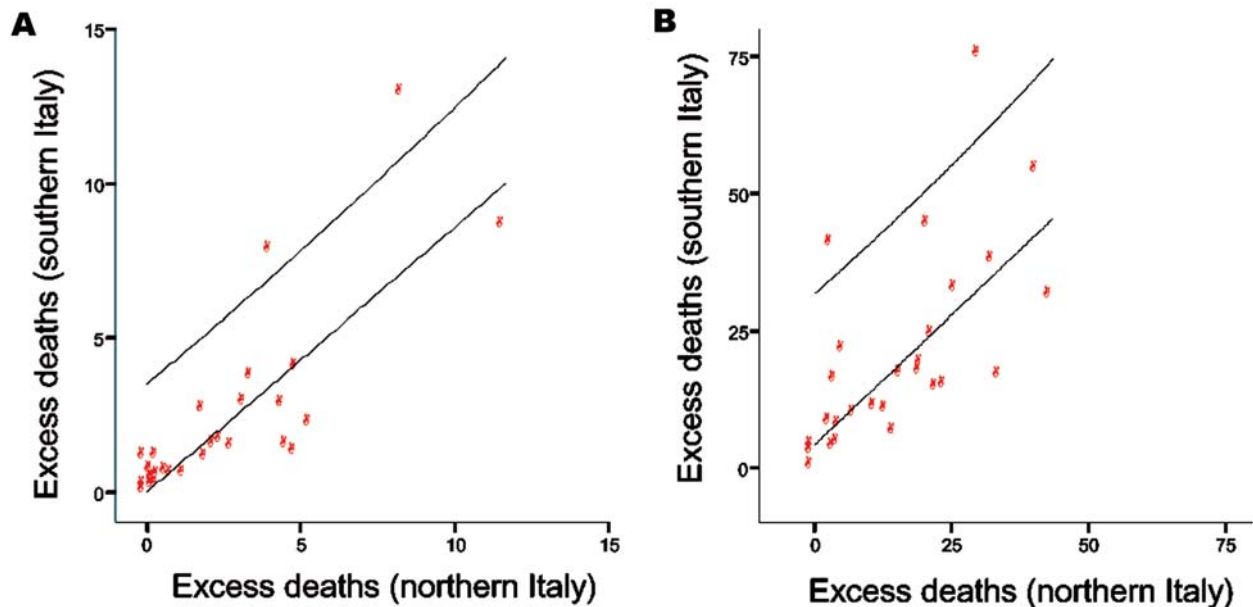 A
Excess deaths (southern Italy)
15
10
5
0
0 5 10 15
Excess deaths (northern Italy)
B
Excess deaths (southern Italy)
75
50
25
0
0 25 50 75
Excess deaths (northern Italy)